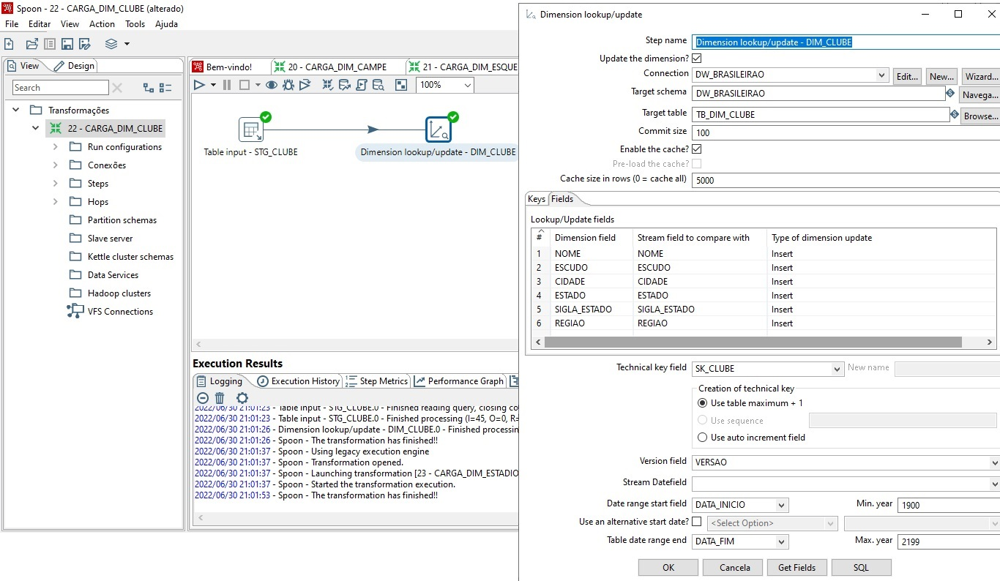 Spoon - 22 - CARGA_DIM_CLUBE (alterado)
File Editar View Action Tools Ajuda
View Design
Search
Transformações
22 - CARGA_DIM_CLUBE
Run configurations
Conexões
Steps
Hops
Partition schemas
Slave server
Kettle cluster schemas
Data Services
Hadoop clusters
VFS Connections
Bem-vindo! 20 - CARGA_DIM_CAMPE 21 - CARGA_DIM_ESQUE
100%
Table input - STG_CLUBE
Dimension lookup/update - DIM_CLUBE
Execution Results
Logging Execution History Step Metrics Performance Graph
2022/06/30 21:01:23 - Table input - STG_CLUBE.0 - Finished reading query, closing co
2022/06/30 21:01:23 - Table input - STG_CLUBE.0 - Finished processing (I=45, O=0, R=
2022/06/30 21:01:26 - Dimension lookup/update - DIM_CLUBE.0 - Finished processing
2022/06/30 21:01:26 - Spoon - The transformation has finished!!
2022/06/30 21:01:37 - Spoon - Using legacy execution engine
2022/06/30 21:01:37 - Spoon - Transformation opened.
2022/06/30 21:01:37 - Spoon - Launching transformation [23 - CARGA_DIM_ESTADIO
2022/06/30 21:01:37 - Spoon - Started the transformation execution.
2022/06/30 21:01:53 - Spoon - The transformation has finished!!
Dimension lookup/update
Step name Dimension lookup/update - DIM_CLUBE
Update the dimension?
Connection DW_BRASILEIRAO Edit... New... Wizard...
Target schema DW_BRASILEIRAO Navega...
Target table TB_DIM_CLUBE Browse...
Commit size 100
Enable the cache?
Pre-load the cache?
Cache size in rows (0 = cache all) 5000
Keys Fields
Lookup/Update fields
# Dimension field Stream field to compare with Type of dimension update
1 NOME NOME Insert
2 ESCUDO ESCUDO Insert
3 CIDADE CIDADE Insert
4 ESTADO ESTADO Insert
5 SIGLA_ESTADO SIGLA_ESTADO Insert
6 REGIAO REGIAO Insert
Technical key field SK_CLUBE New name
Creation of technical key
Use table maximum + 1
Use sequence
Use auto increment field
Version field VERSAO
Stream Datefield
Date range start field DATA_INICIO Min. year 1900
Use an alternative start date? <Select Option>
Table date range end DATA_FIM Max. year 2199
OK Cancela Get Fields SQL